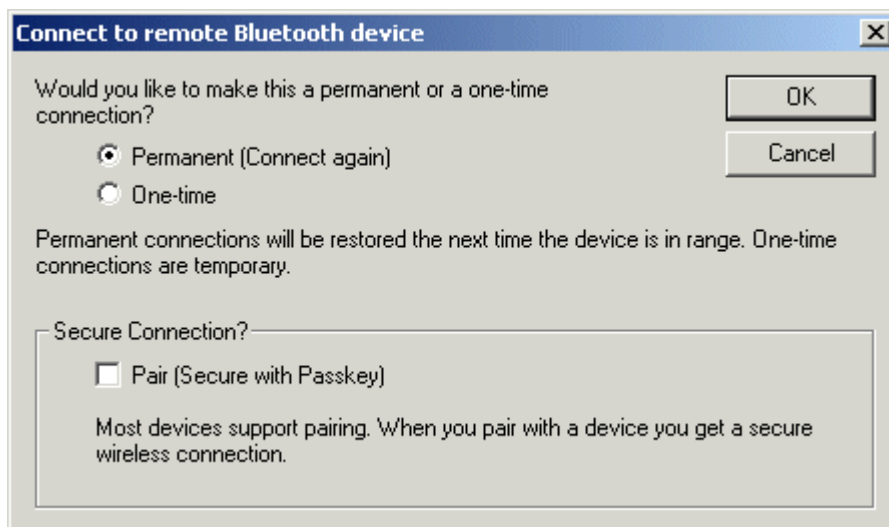 Connect to remote Bluetooth device
Would you like to make this a permanent or a one-time
connection?
OK
Cancel
Permanent (Connect again)
One-time
Permanent connections will be restored the next time the device is in range. One-time
connections are temporary.
Secure Connection?
Pair (Secure with Passkey)
Most devices support pairing. When you pair with a device you get a secure
wireless connection.